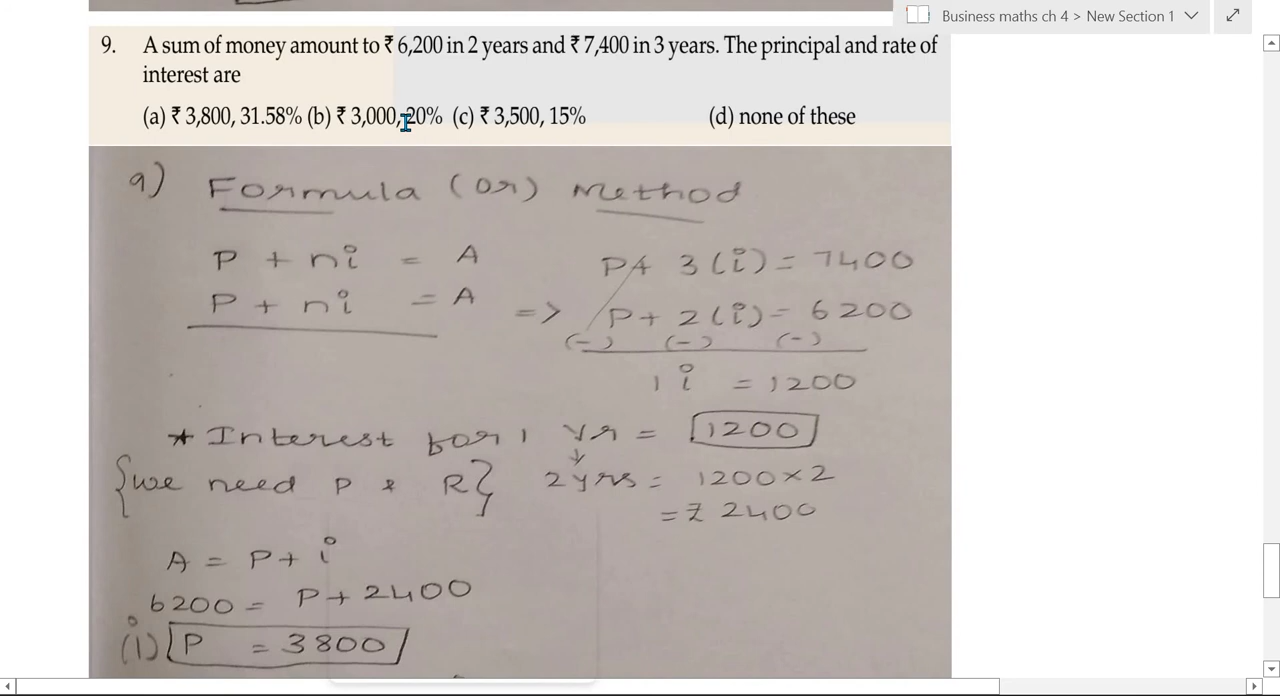 Business maths ch 4 > New Section 1
9. A sum of money amount to ₹ 6,200 in 2 years and ₹ 7,400 in 3 years. The principal and rate of
interest are
(a) ₹ 3,800, 31.58% (b) ₹ 3,000, 20% (c) ₹ 3,500, 15% (d) none of these
9) Formula (or) Method
P + ni = A
P + ni = A
=>
P + 3(i) = 7400
P + 2(i) = 6200
(-) (-) (-)
1 i = 1200
* Interest for 1 yr = 1200
{we need P & R}
2yrs = 1200 × 2
= ₹ 2400
A = P + i
6200 = P + 2400
(i) P = 3800